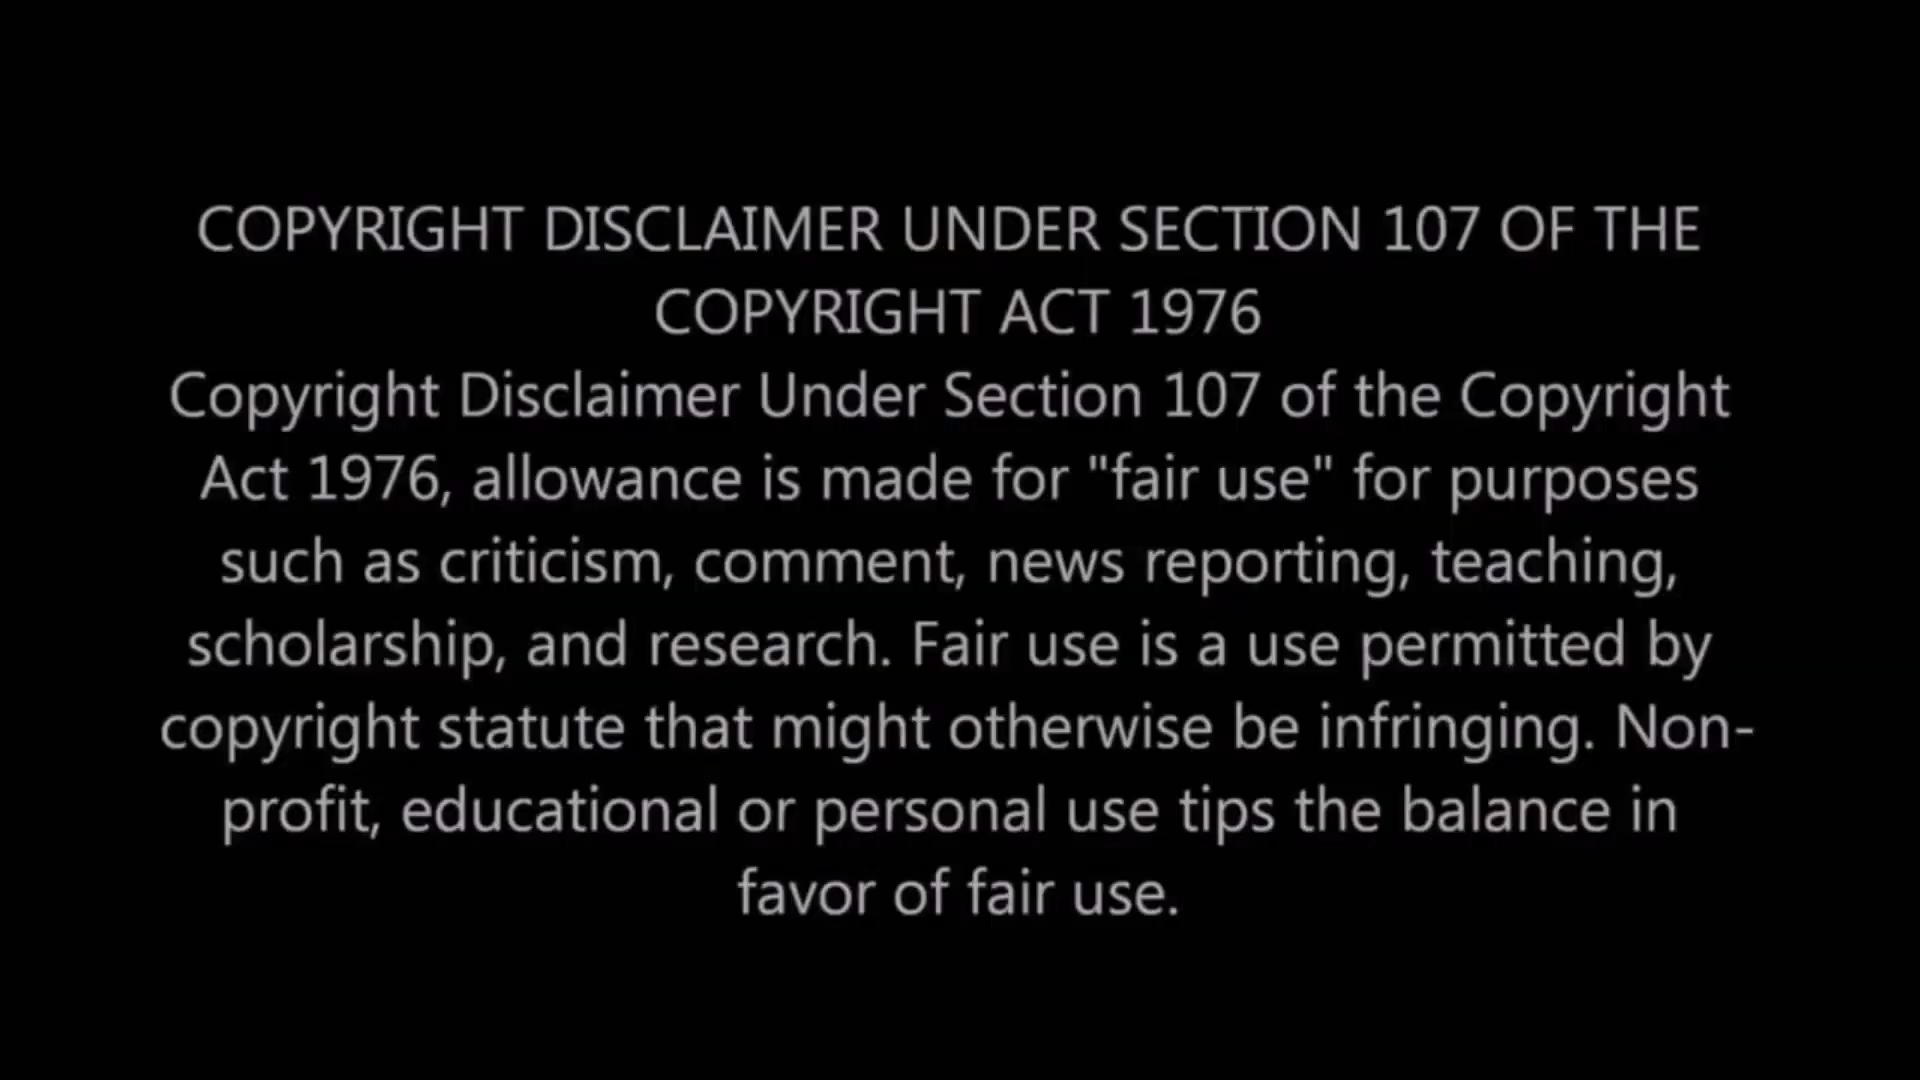 COPYRIGHT DISCLAIMER UNDER SECTION 107 OF THE
COPYRIGHT ACT 1976
Copyright Disclaimer Under Section 107 of the Copyright
Act 1976, allowance is made for "fair use" for purposes
such as criticism, comment, news reporting, teaching,
scholarship, and research. Fair use is a use permitted by
copyright statute that might otherwise be infringing. Non-
profit, educational or personal use tips the balance in
favor of fair use.